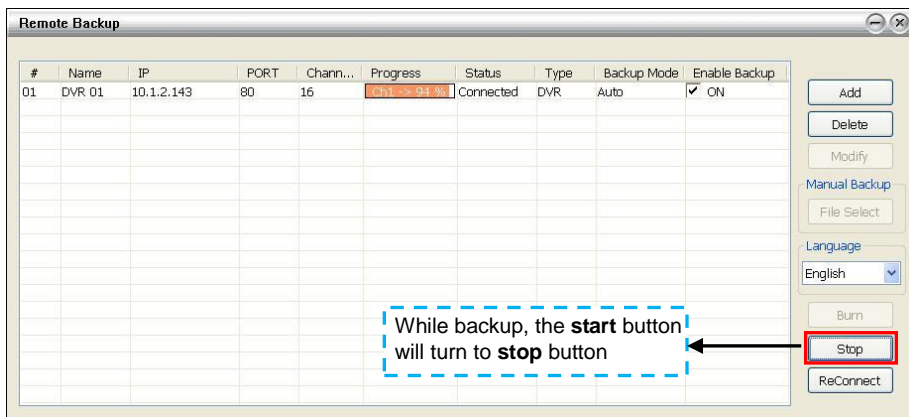 Remote Backup
# Name IP PORT Chann... Progress Status Type Backup Mode Enable Backup
01 DVR 01 10.1.2.143 80 16 Ch1 -> 94 % Connected DVR Auto ON
Add
Delete
Modify
Manual Backup
File Select
Language
English
Burn
While backup, the start button
will turn to stop button
Stop
ReConnect